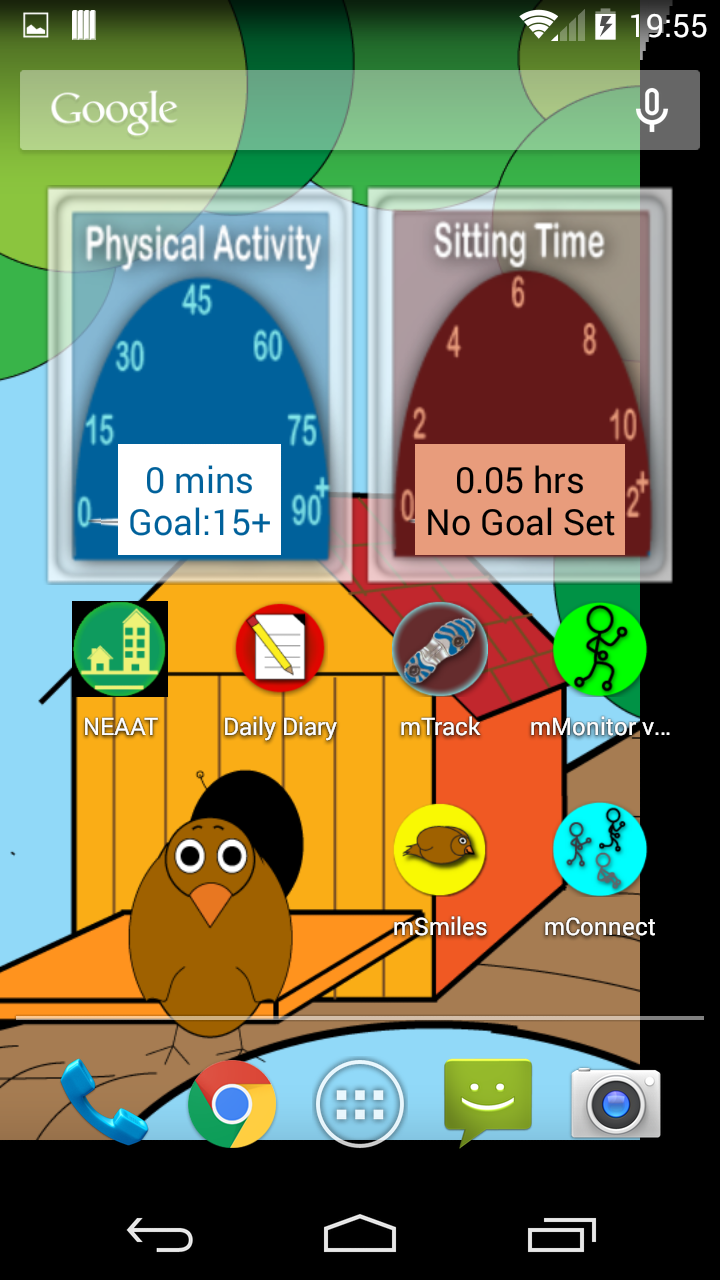 19:55
Google
Physical Activity
45
30
60
15
75
0
90+
0 mins
Goal:15+
Sitting Time
6
4
8
2
10
0
2+
0.05 hrs
No Goal Set
NEAAT
Daily Diary
mTrack
mMonitor v...
mSmiles
mConnect